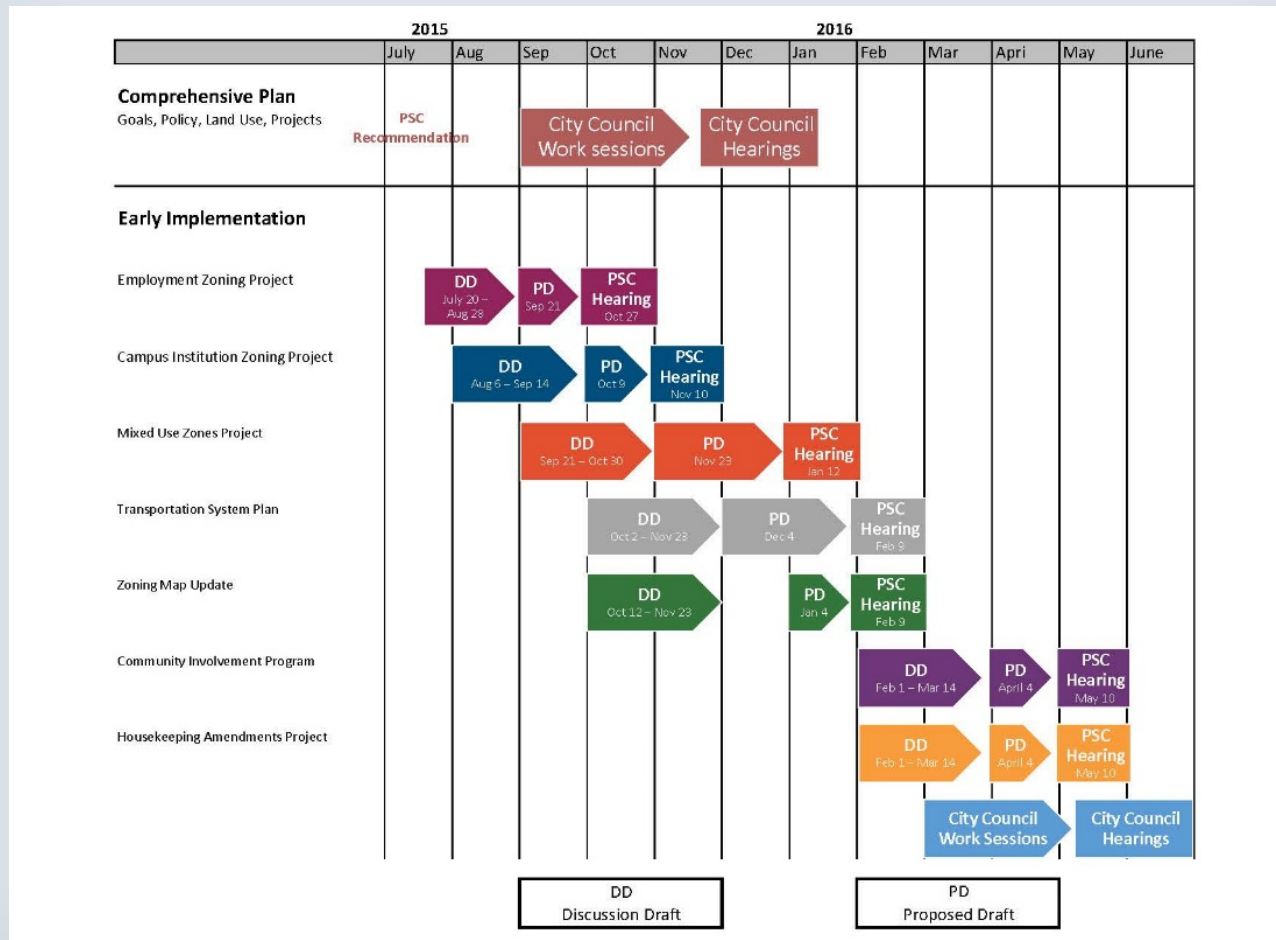 2015 2016
July Aug Sep Oct Nov Dec Jan Feb Mar Apri May June
Comprehensive Plan
Goals, Policy, Land Use, Projects
PSC
Recommendation
City Council
Work sessions
City Council
Hearings
Early Implementation
Employment Zoning Project
DD
July 20 –
Aug 28
PD
Sep 21
PSC
Hearing
Oct 27
Campus Institution Zoning Project
DD
Aug 6 – Sep 14
PD
Oct 9
PSC
Hearing
Nov 10
Mixed Use Zones Project
DD
Sep 21 – Oct 30
PD
Nov 23
PSC
Hearing
Jan 12
Transportation System Plan
DD
Oct 2 – Nov 23
PD
Dec 4
PSC
Hearing
Feb 9
Zoning Map Update
DD
Oct 12 – Nov 23
PD
Jan 4
PSC
Hearing
Feb 9
Community Involvement Program
DD
Feb 1 – Mar 14
PD
April 4
PSC
Hearing
May 10
Housekeeping Amendments Project
DD
Feb 1 – Mar 14
PD
April 4
PSC
Hearing
May 10
City Council
Work Sessions
City Council
Hearings
DD
Discussion Draft
PD
Proposed Draft